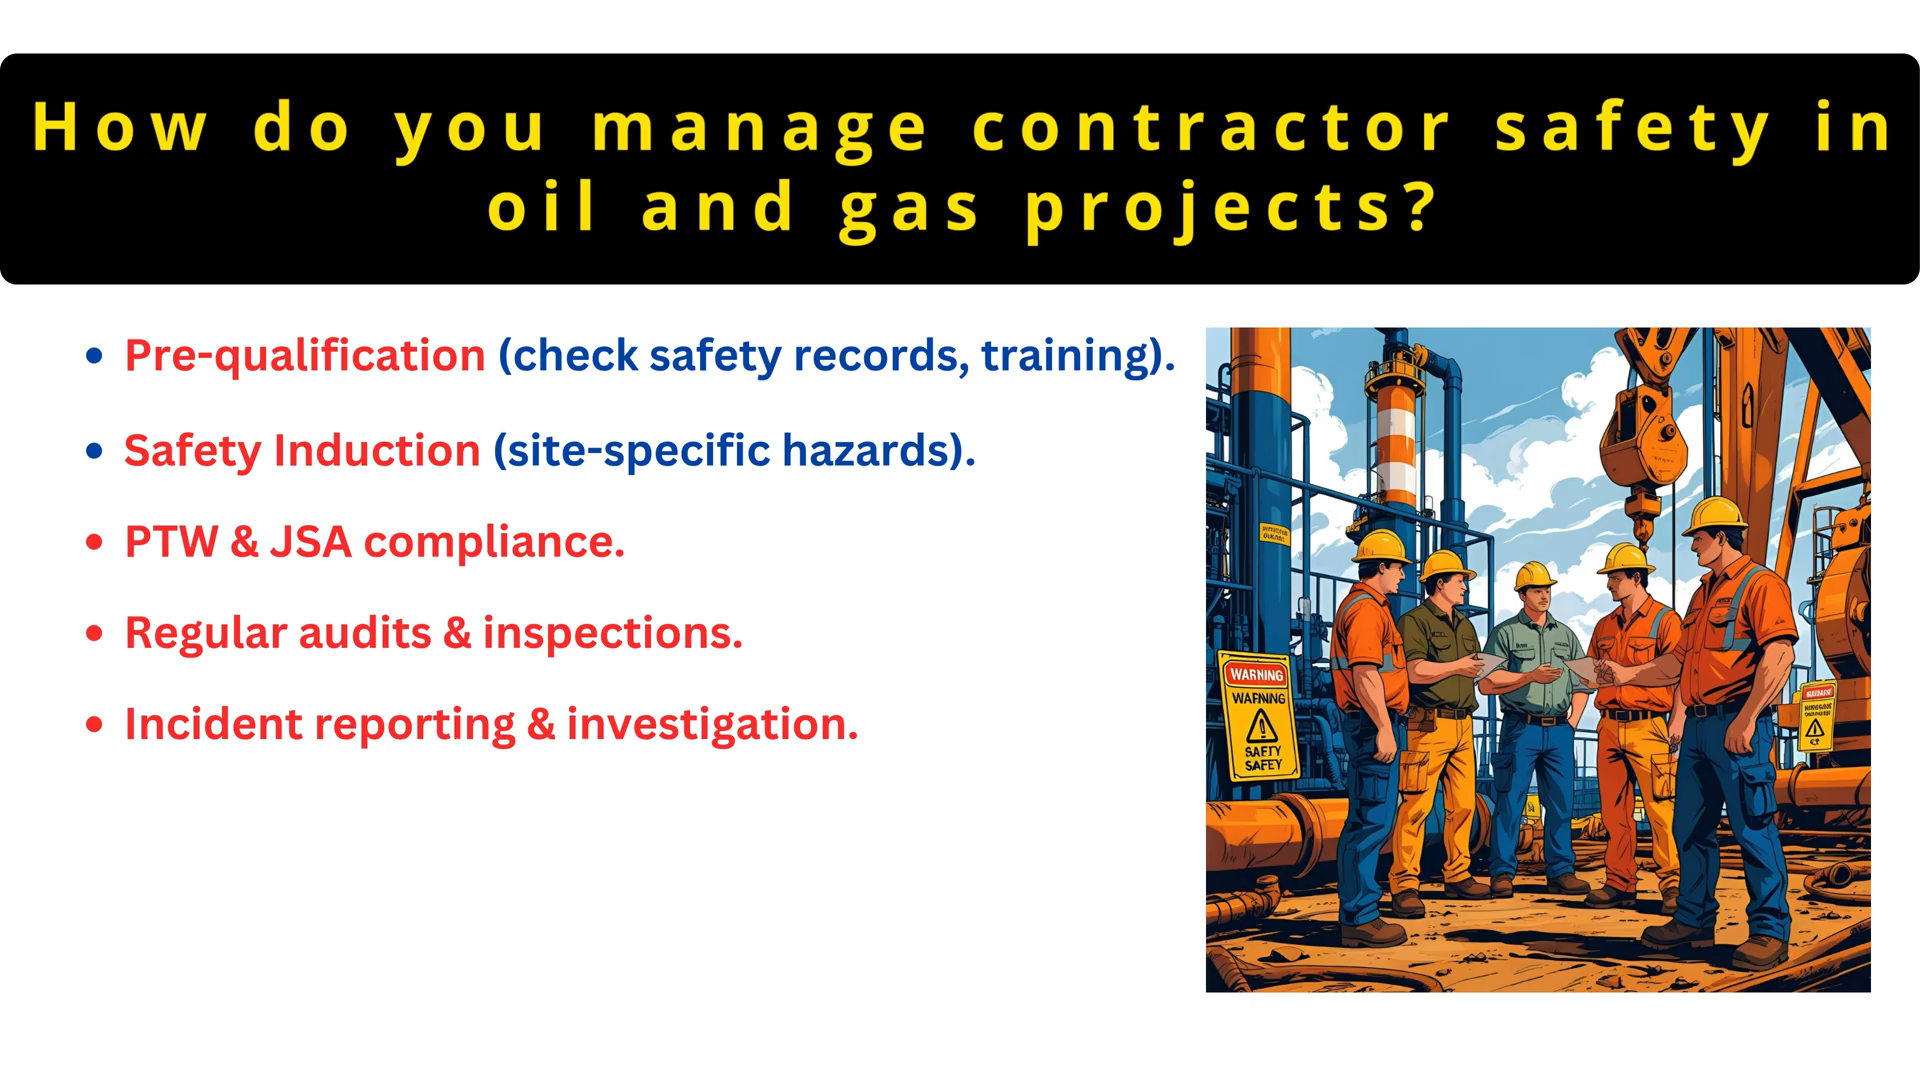 How do you manage contractor safety in
oil and gas projects?
• Pre-qualification (check safety records, training).
• Safety Induction (site-specific hazards).
• PTW & JSA compliance.
• Regular audits & inspections.
• Incident reporting & investigation.
WARNING
WAFNING
SAFTY
SAFEY